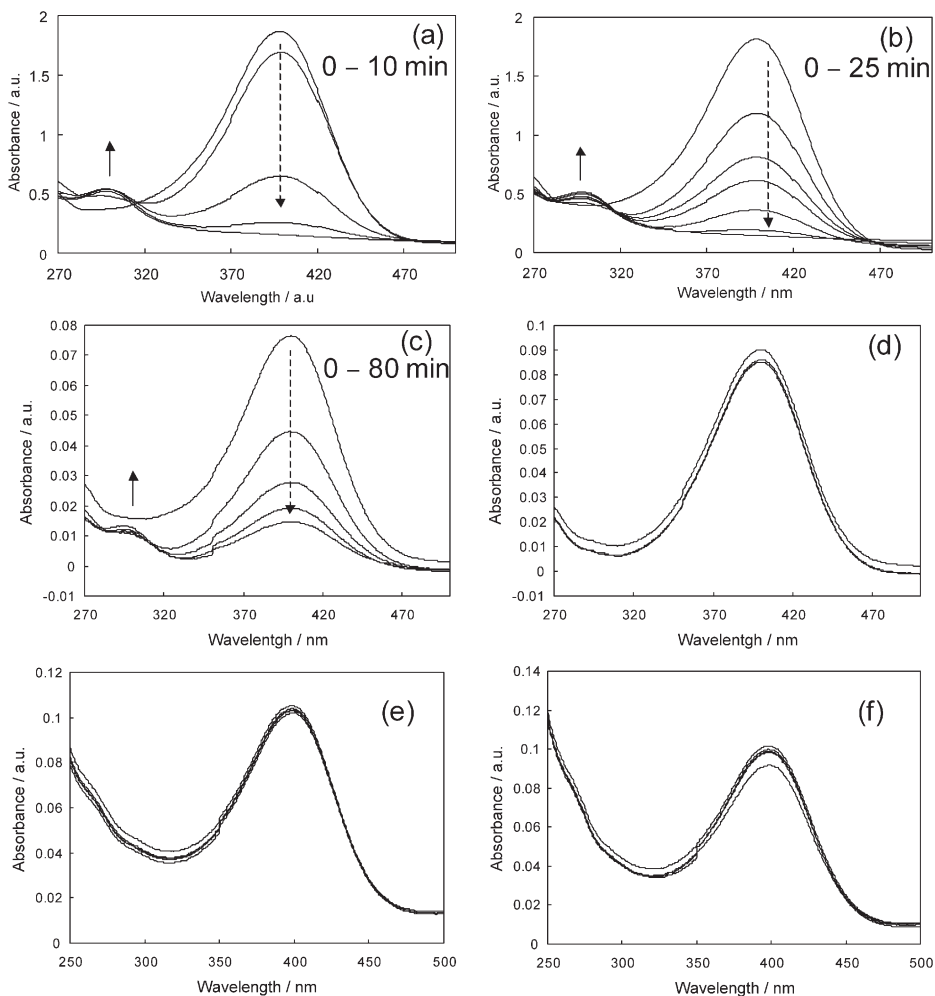 2
1.5
1
0.5
0
270 320 370 420 470
Absorbance / a.u.
Wavelength / a.u
(a)
0 – 10 min
2
1.5
1
0.5
0
270 320 370 420 470
Absorbance / a.u.
Wavelength / nm
(b)
0 – 25 min
0.08
0.07
0.06
0.05
0.04
0.03
0.02
0.01
0
-0.01
270 320 370 420 470
Absorbance / a.u.
Wavelentgh / nm
(c)
0 – 80 min
0.1
0.09
0.08
0.07
0.06
0.05
0.04
0.03
0.02
0.01
0
-0.01
270 320 370 420 470
Absorbance / a.u.
Wavelentgh / nm
(d)
0.12
0.1
0.08
0.06
0.04
0.02
0
250 300 350 400 450 500
Absorbance / a.u.
Wavelength / nm
(e)
0.14
0.12
0.1
0.08
0.06
0.04
0.02
0
250 300 350 400 450 500
Absorbance / a.u.
Wavelength / nm
(f)